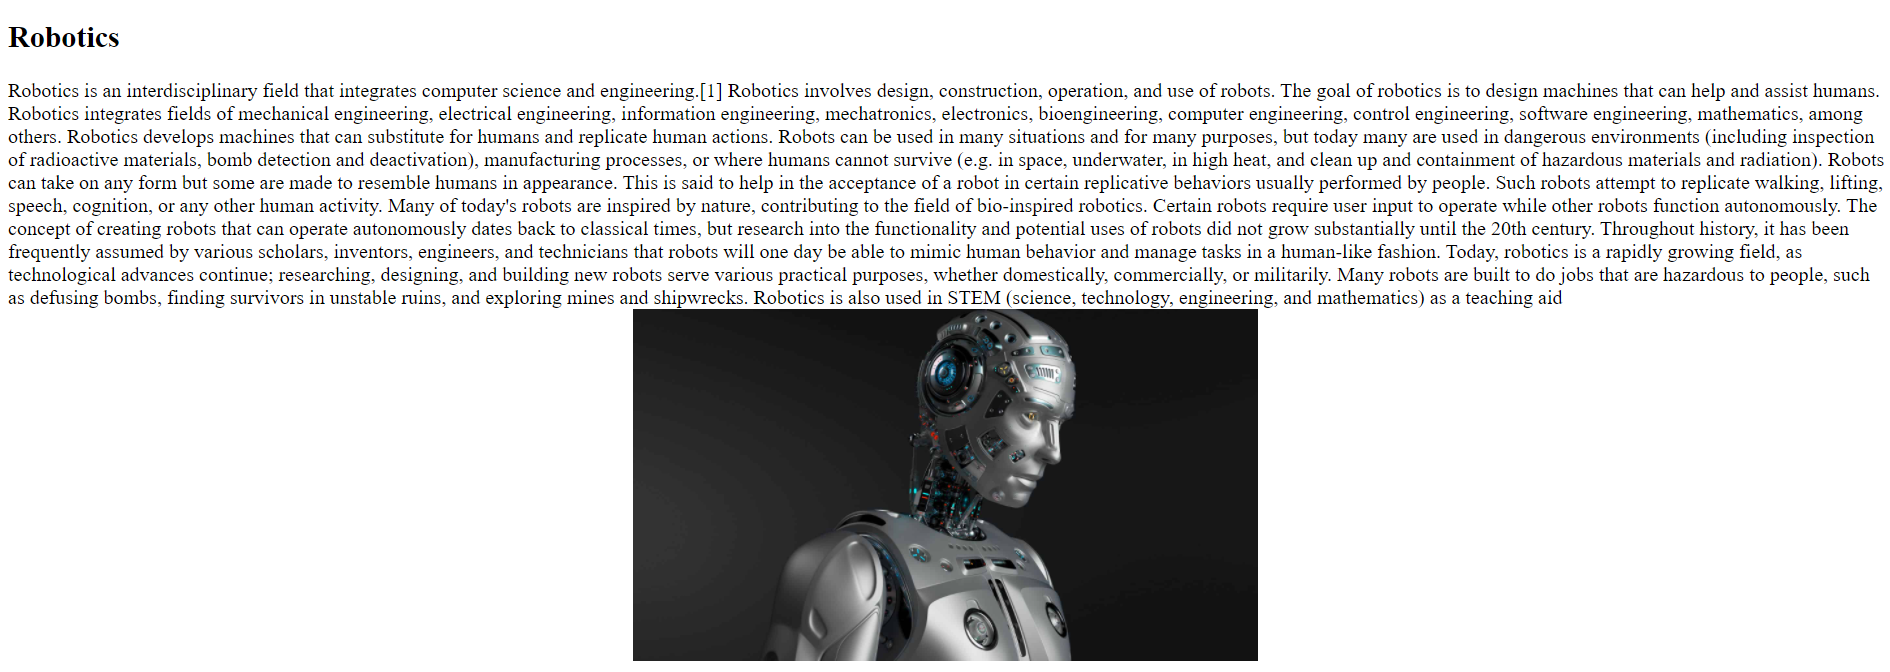 Robotics
Robotics is an interdisciplinary field that integrates computer science and engineering.[1] Robotics involves design, construction, operation, and use of robots. The goal of robotics is to design machines that can help and assist humans.
Robotics integrates fields of mechanical engineering, electrical engineering, information engineering, mechatronics, electronics, bioengineering, computer engineering, control engineering, software engineering, mathematics, among
others. Robotics develops machines that can substitute for humans and replicate human actions. Robots can be used in many situations and for many purposes, but today many are used in dangerous environments (including inspection
of radioactive materials, bomb detection and deactivation), manufacturing processes, or where humans cannot survive (e.g. in space, underwater, in high heat, and clean up and containment of hazardous materials and radiation). Robots
can take on any form but some are made to resemble humans in appearance. This is said to help in the acceptance of a robot in certain replicative behaviors usually performed by people. Such robots attempt to replicate walking, lifting,
speech, cognition, or any other human activity. Many of today's robots are inspired by nature, contributing to the field of bio-inspired robotics. Certain robots require user input to operate while other robots function autonomously. The
concept of creating robots that can operate autonomously dates back to classical times, but research into the functionality and potential uses of robots did not grow substantially until the 20th century. Throughout history, it has been
frequently assumed by various scholars, inventors, engineers, and technicians that robots will one day be able to mimic human behavior and manage tasks in a human-like fashion. Today, robotics is a rapidly growing field, as
technological advances continue; researching, designing, and building new robots serve various practical purposes, whether domestically, commercially, or militarily. Many robots are built to do jobs that are hazardous to people, such
as defusing bombs, finding survivors in unstable ruins, and exploring mines and shipwrecks. Robotics is also used in STEM (science, technology, engineering, and mathematics) as a teaching aid